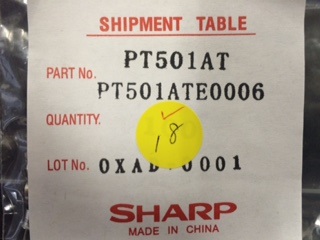 SHIPMENT TABLE
PART No. PT501AT
PT501ATE0006
QUANTITY.
18
LOT No.
SHARP
MADE IN CHINA